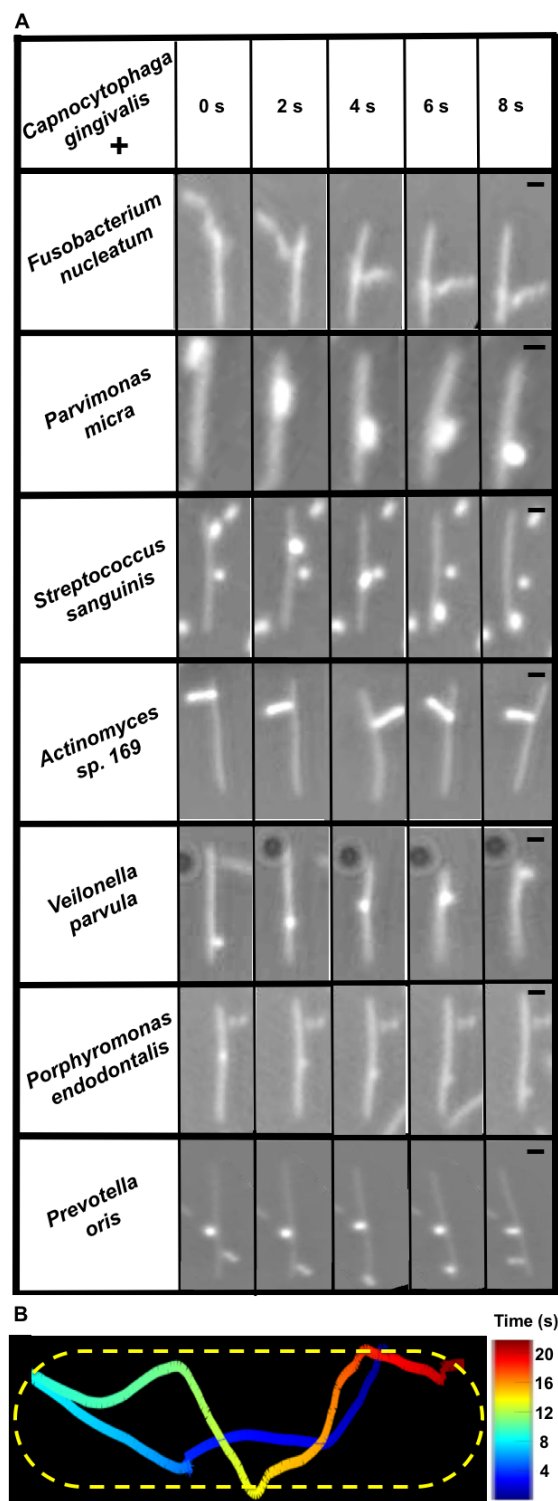 A
Capnocytophaga
gingivalis
+
0 s
2 s
4 s
6 s
8 s
Fusobacterium
nucleatum
Parvimonas
micra
Streptococcus
sanguinis
Actinomyces
sp. 169
Veilonella
parvula
Porphyromonas
endodontalis
Prevotella
oris
B
Time (s)
20
16
12
8
4